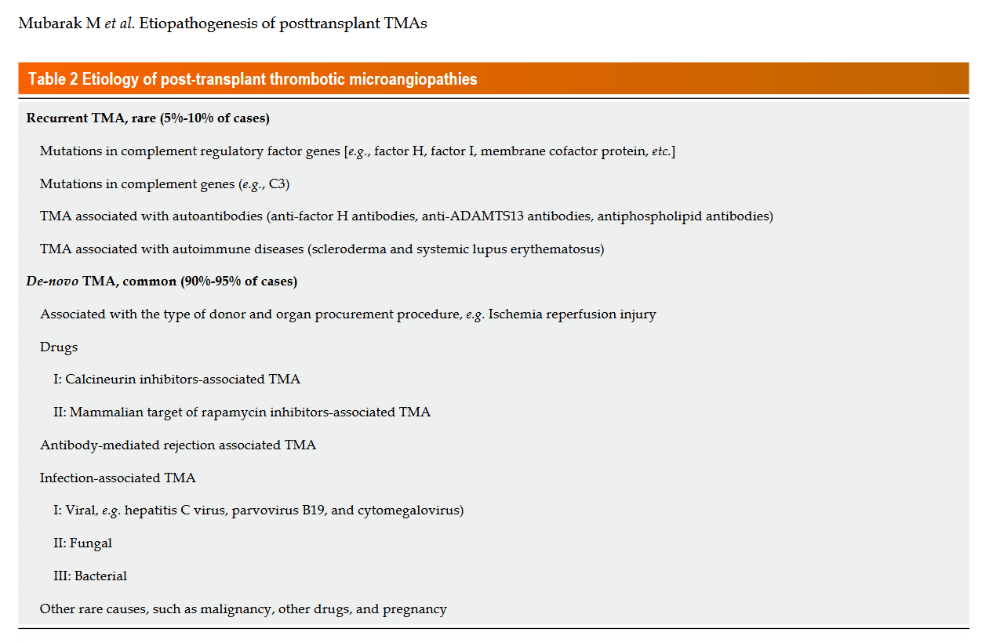 Mubarak M et al. Etiopathogenesis of posttransplant TMAs
Table 2 Etiology of post-transplant thrombotic microangiopathies
Recurrent TMA, rare (5%-10% of cases)
Mutations in complement regulatory factor genes [e.g., factor H, factor I, membrane cofactor protein, etc.]
Mutations in complement genes (e.g., C3)
TMA associated with autoantibodies (anti-factor H antibodies, anti-ADAMTS13 antibodies, antiphospholipid antibodies)
TMA associated with autoimmune diseases (scleroderma and systemic lupus erythematosus)
De-novo TMA, common (90%-95% of cases)
Associated with the type of donor and organ procurement procedure, e.g. Ischemia reperfusion injury
Drugs
I: Calcineurin inhibitors-associated TMA
II: Mammalian target of rapamycin inhibitors-associated TMA
Antibody-mediated rejection associated TMA
Infection-associated TMA
I: Viral, e.g. hepatitis C virus, parvovirus B19, and cytomegalovirus)
II: Fungal
III: Bacterial
Other rare causes, such as malignancy, other drugs, and pregnancy